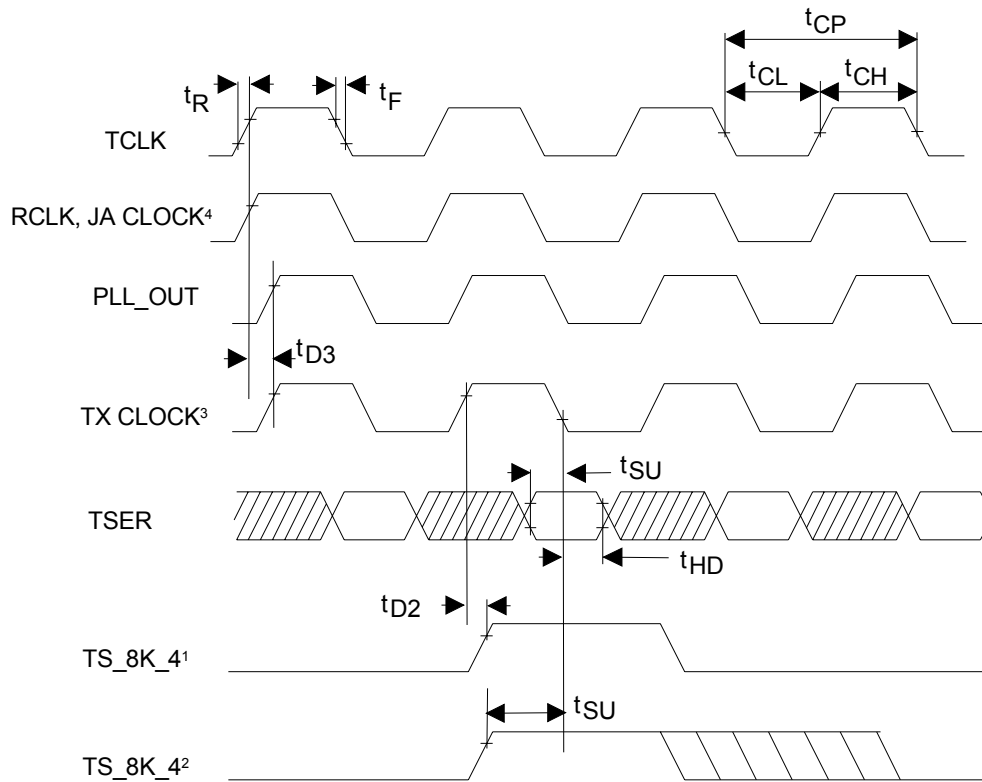 tCP
tCL tCH
tR tF
TCLK
RCLK, JA CLOCK⁴
PLL_OUT
tD3
TX CLOCK³
tSU
TSER
tHD
tD2
TS_8K_4¹
tSU
TS_8K_4²